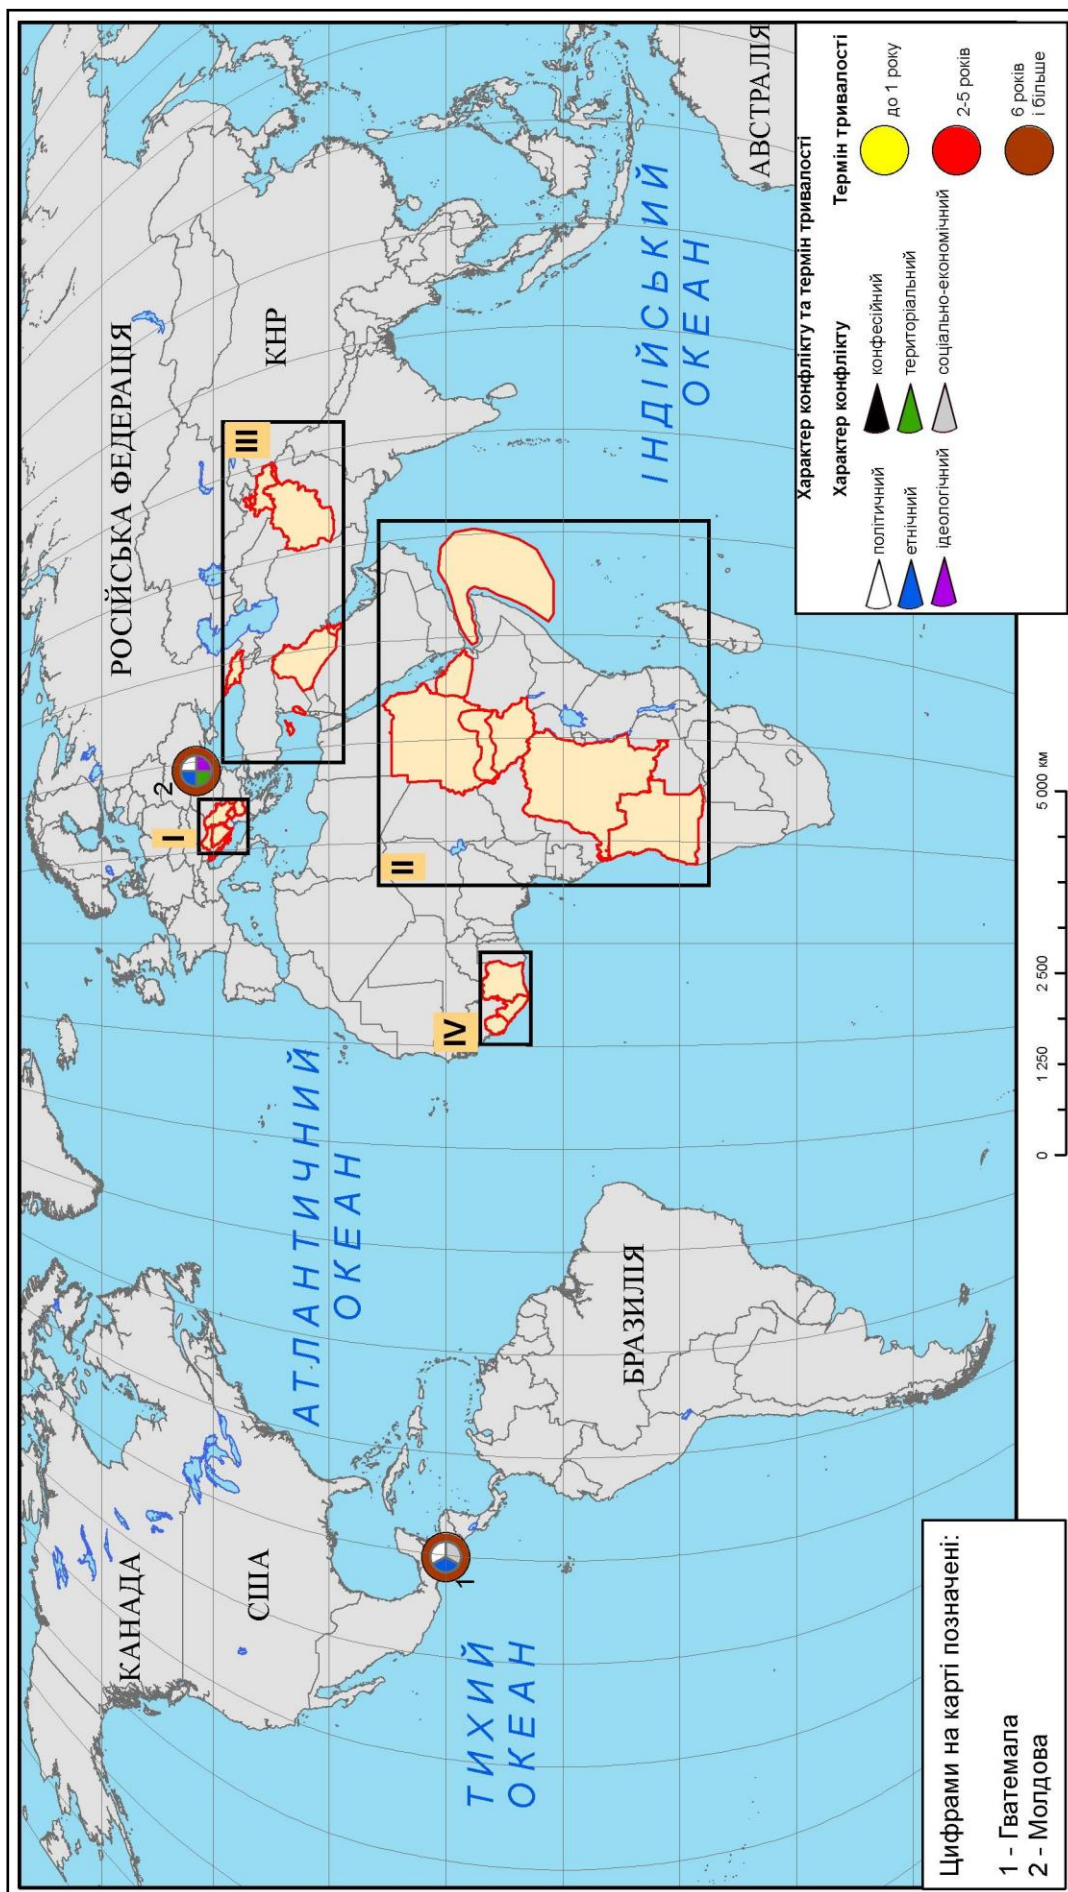 КАНАДА
США
ТИХИЙ
ОКЕАН
АТЛАНТИЧНИЙ
ОКЕАН
БРАЗИЛІЯ
РОСІЙСЬКА ФЕДЕРАЦІЯ
КНР
ІНДІЙСЬКИЙ
ОКЕАН
АВСТРАЛІЯ
1
2
I
II
III
IV
Цифрами на карті позначені:
1 - Гватемала
2 - Молдова
0 1 250 2 500 5 000 км
Характер конфлікту та термін тривалості
Характер конфлікту
політичний
етнічний
ідеологічний
конфесійний
територіальний
соціально-економічний
Термін тривалості
до 1 року
2-5 років
6 років
і більше